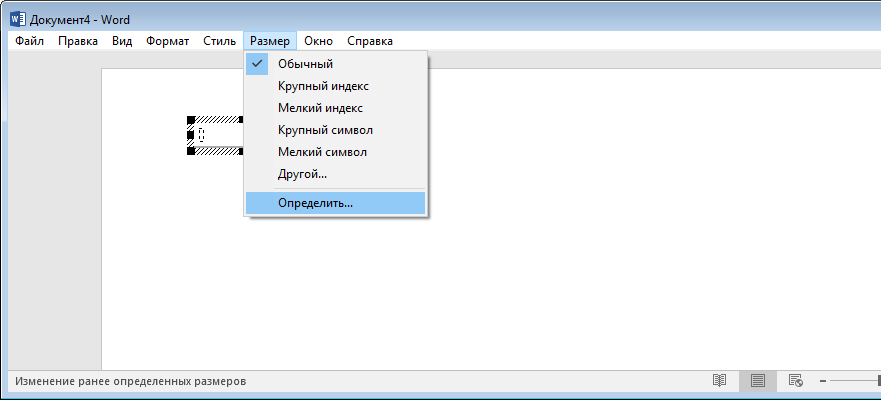 Документ4 - Word
Файл Правка Вид Формат Стиль Размер Окно Справка
Обычный
Крупный индекс
Мелкий индекс
Крупный символ
Мелкий символ
Другой...
Определить...
Изменение ранее определенных размеров